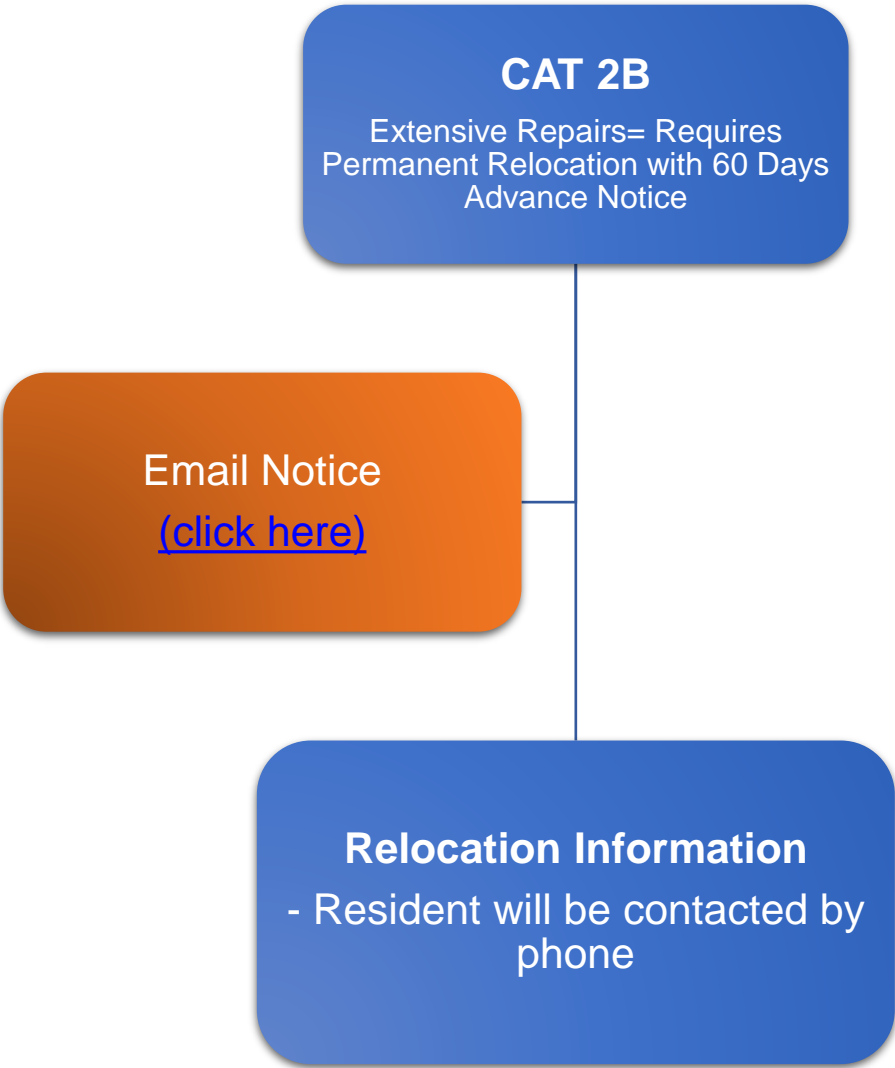 CAT 2B
Extensive Repairs= Requires
Permanent Relocation with 60 Days
Advance Notice
Email Notice
(click here)
Relocation Information
- Resident will be contacted by
phone